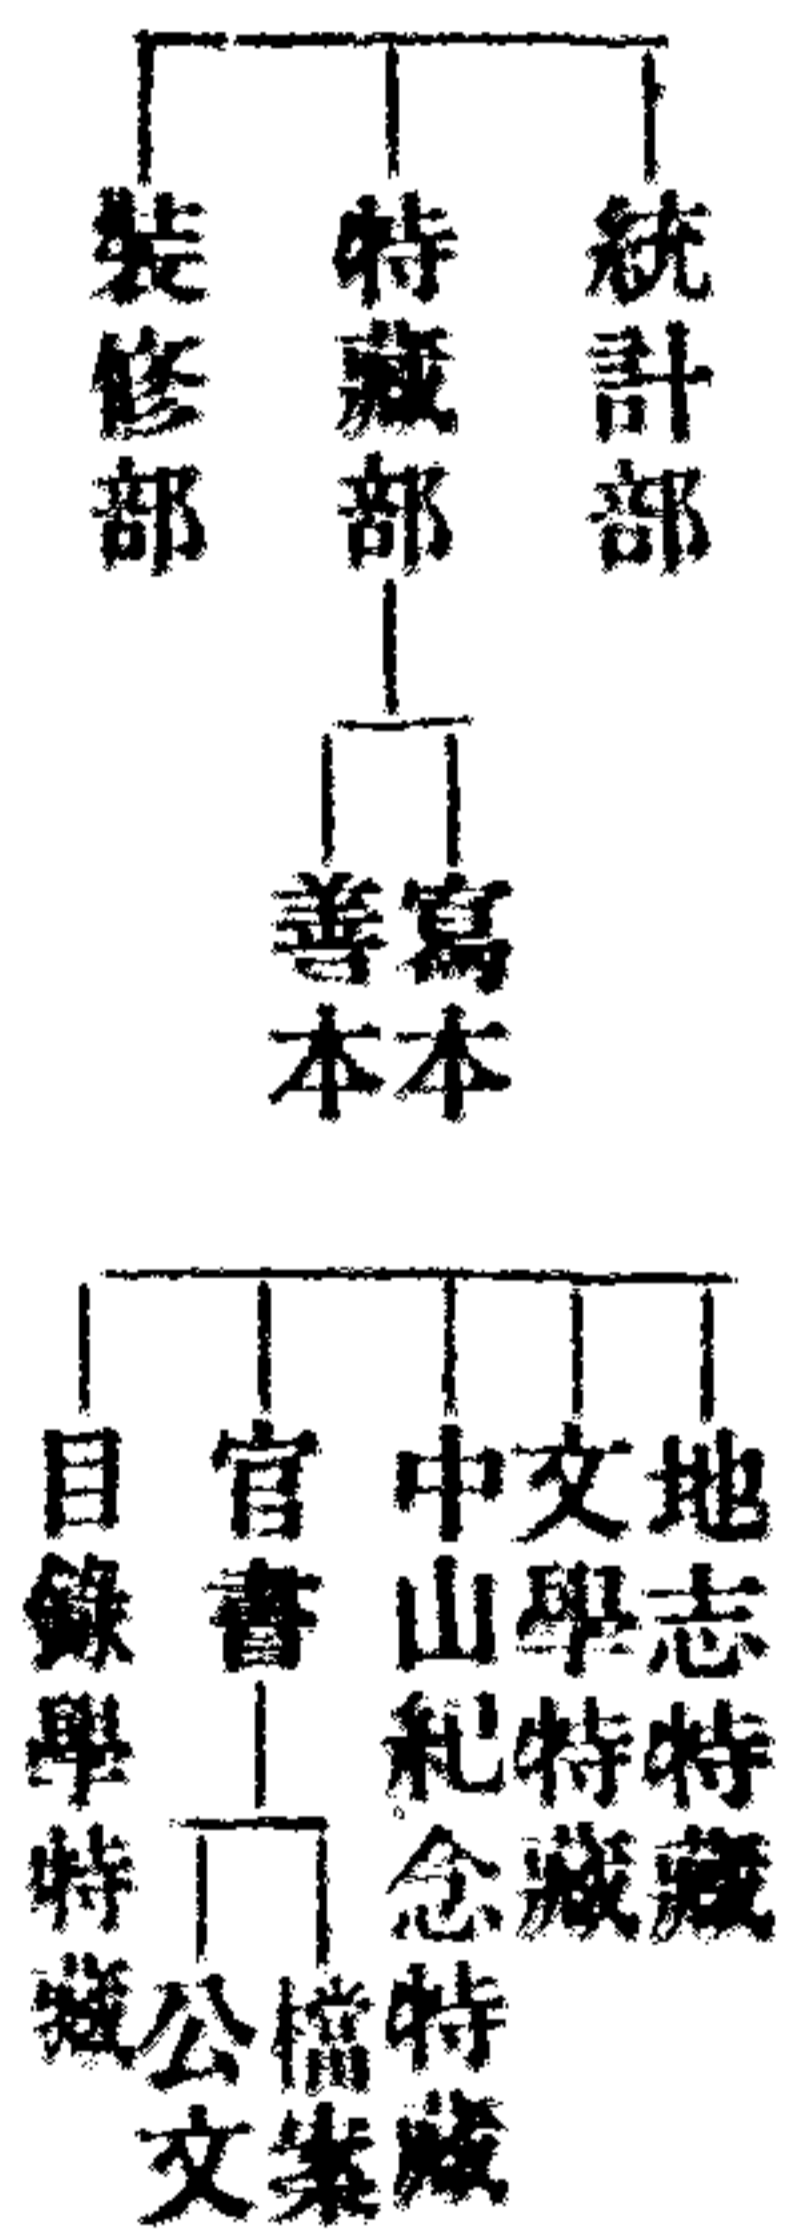 統計部
特藏部
裝修部
寫本
善本
地志特藏
文學特藏
中山紀念特藏
官書
檔案
公文
目錄學特藏